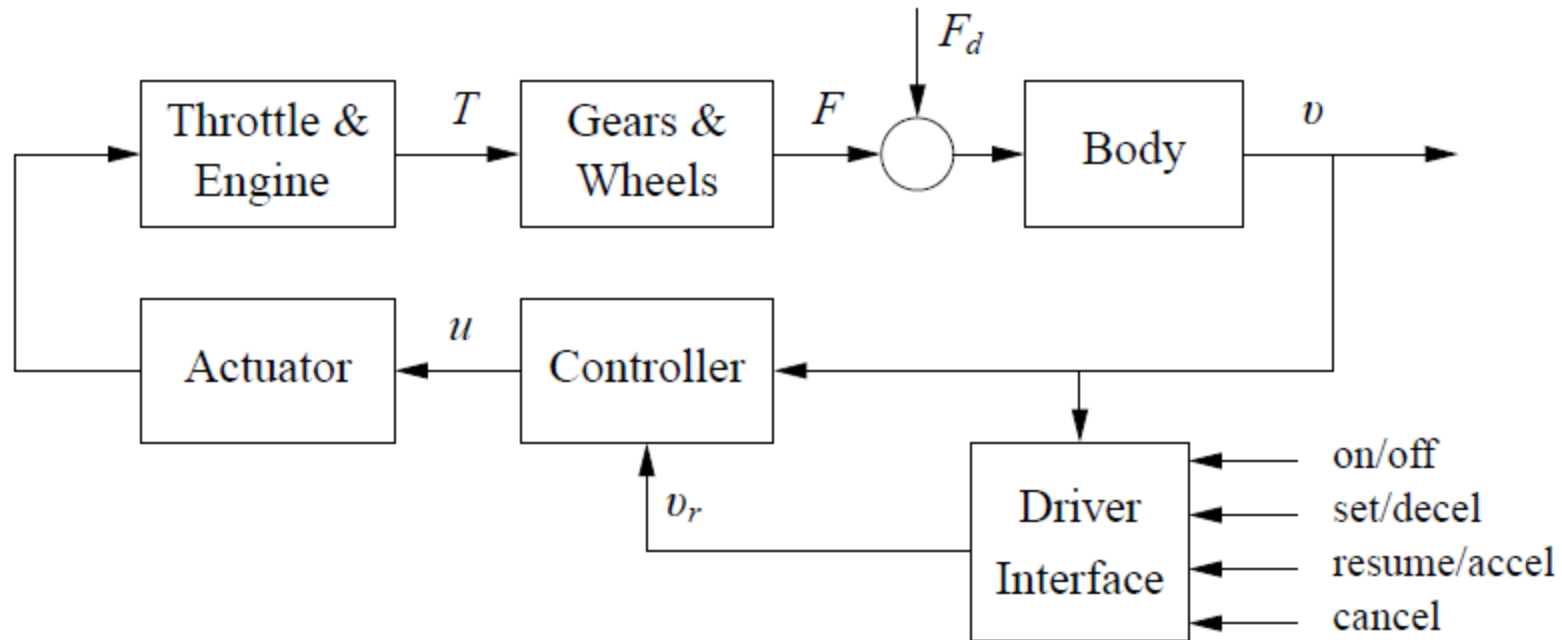 F_d
Throttle &
Engine
T
Gears &
Wheels
F
Body
v
Actuator
u
Controller
v_r
Driver
Interface
on/off
set/decel
resume/accel
cancel